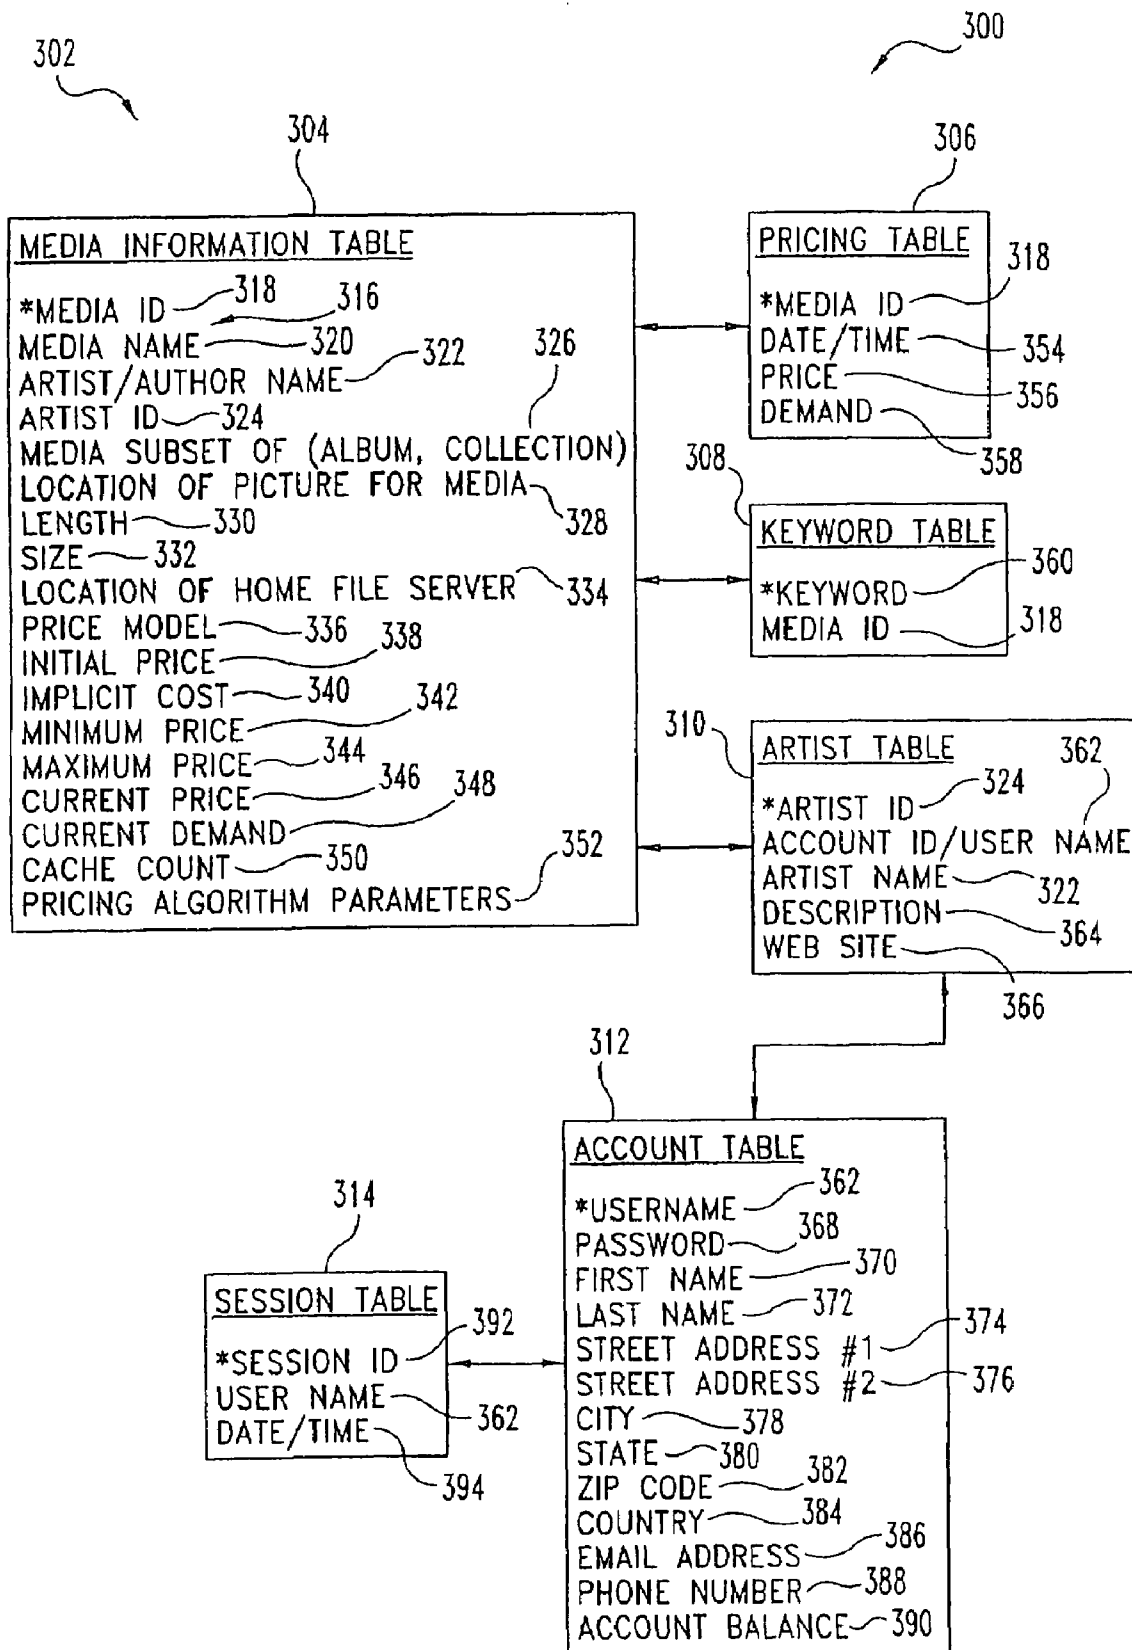 300
302
304
MEDIA INFORMATION TABLE
*MEDIA ID 318
316
MEDIA NAME 320
ARTIST/AUTHOR NAME 322
326
ARTIST ID 324
MEDIA SUBSET OF (ALBUM, COLLECTION)
LOCATION OF PICTURE FOR MEDIA 328
LENGTH 330
SIZE 332
LOCATION OF HOME FILE SERVER 334
PRICE MODEL 336
INITIAL PRICE 338
IMPLICIT COST 340
MINIMUM PRICE 342
MAXIMUM PRICE 344
CURRENT PRICE 346
CURRENT DEMAND 348
CACHE COUNT 350
PRICING ALGORITHM PARAMETERS 352
306
PRICING TABLE
*MEDIA ID 318
DATE/TIME 354
PRICE 356
DEMAND 358
308
KEYWORD TABLE
*KEYWORD 360
MEDIA ID 318
310
ARTIST TABLE
*ARTIST ID 324
ACCOUNT ID/USER NAME 362
ARTIST NAME 322
DESCRIPTION 364
WEB SITE 366
312
ACCOUNT TABLE
*USERNAME 362
PASSWORD 368
FIRST NAME 370
LAST NAME 372
STREET ADDRESS #1 374
STREET ADDRESS #2 376
CITY 378
STATE 380
ZIP CODE 382
COUNTRY 384
EMAIL ADDRESS 386
PHONE NUMBER 388
ACCOUNT BALANCE 390
314
SESSION TABLE
*SESSION ID 392
USER NAME 362
DATE/TIME 394